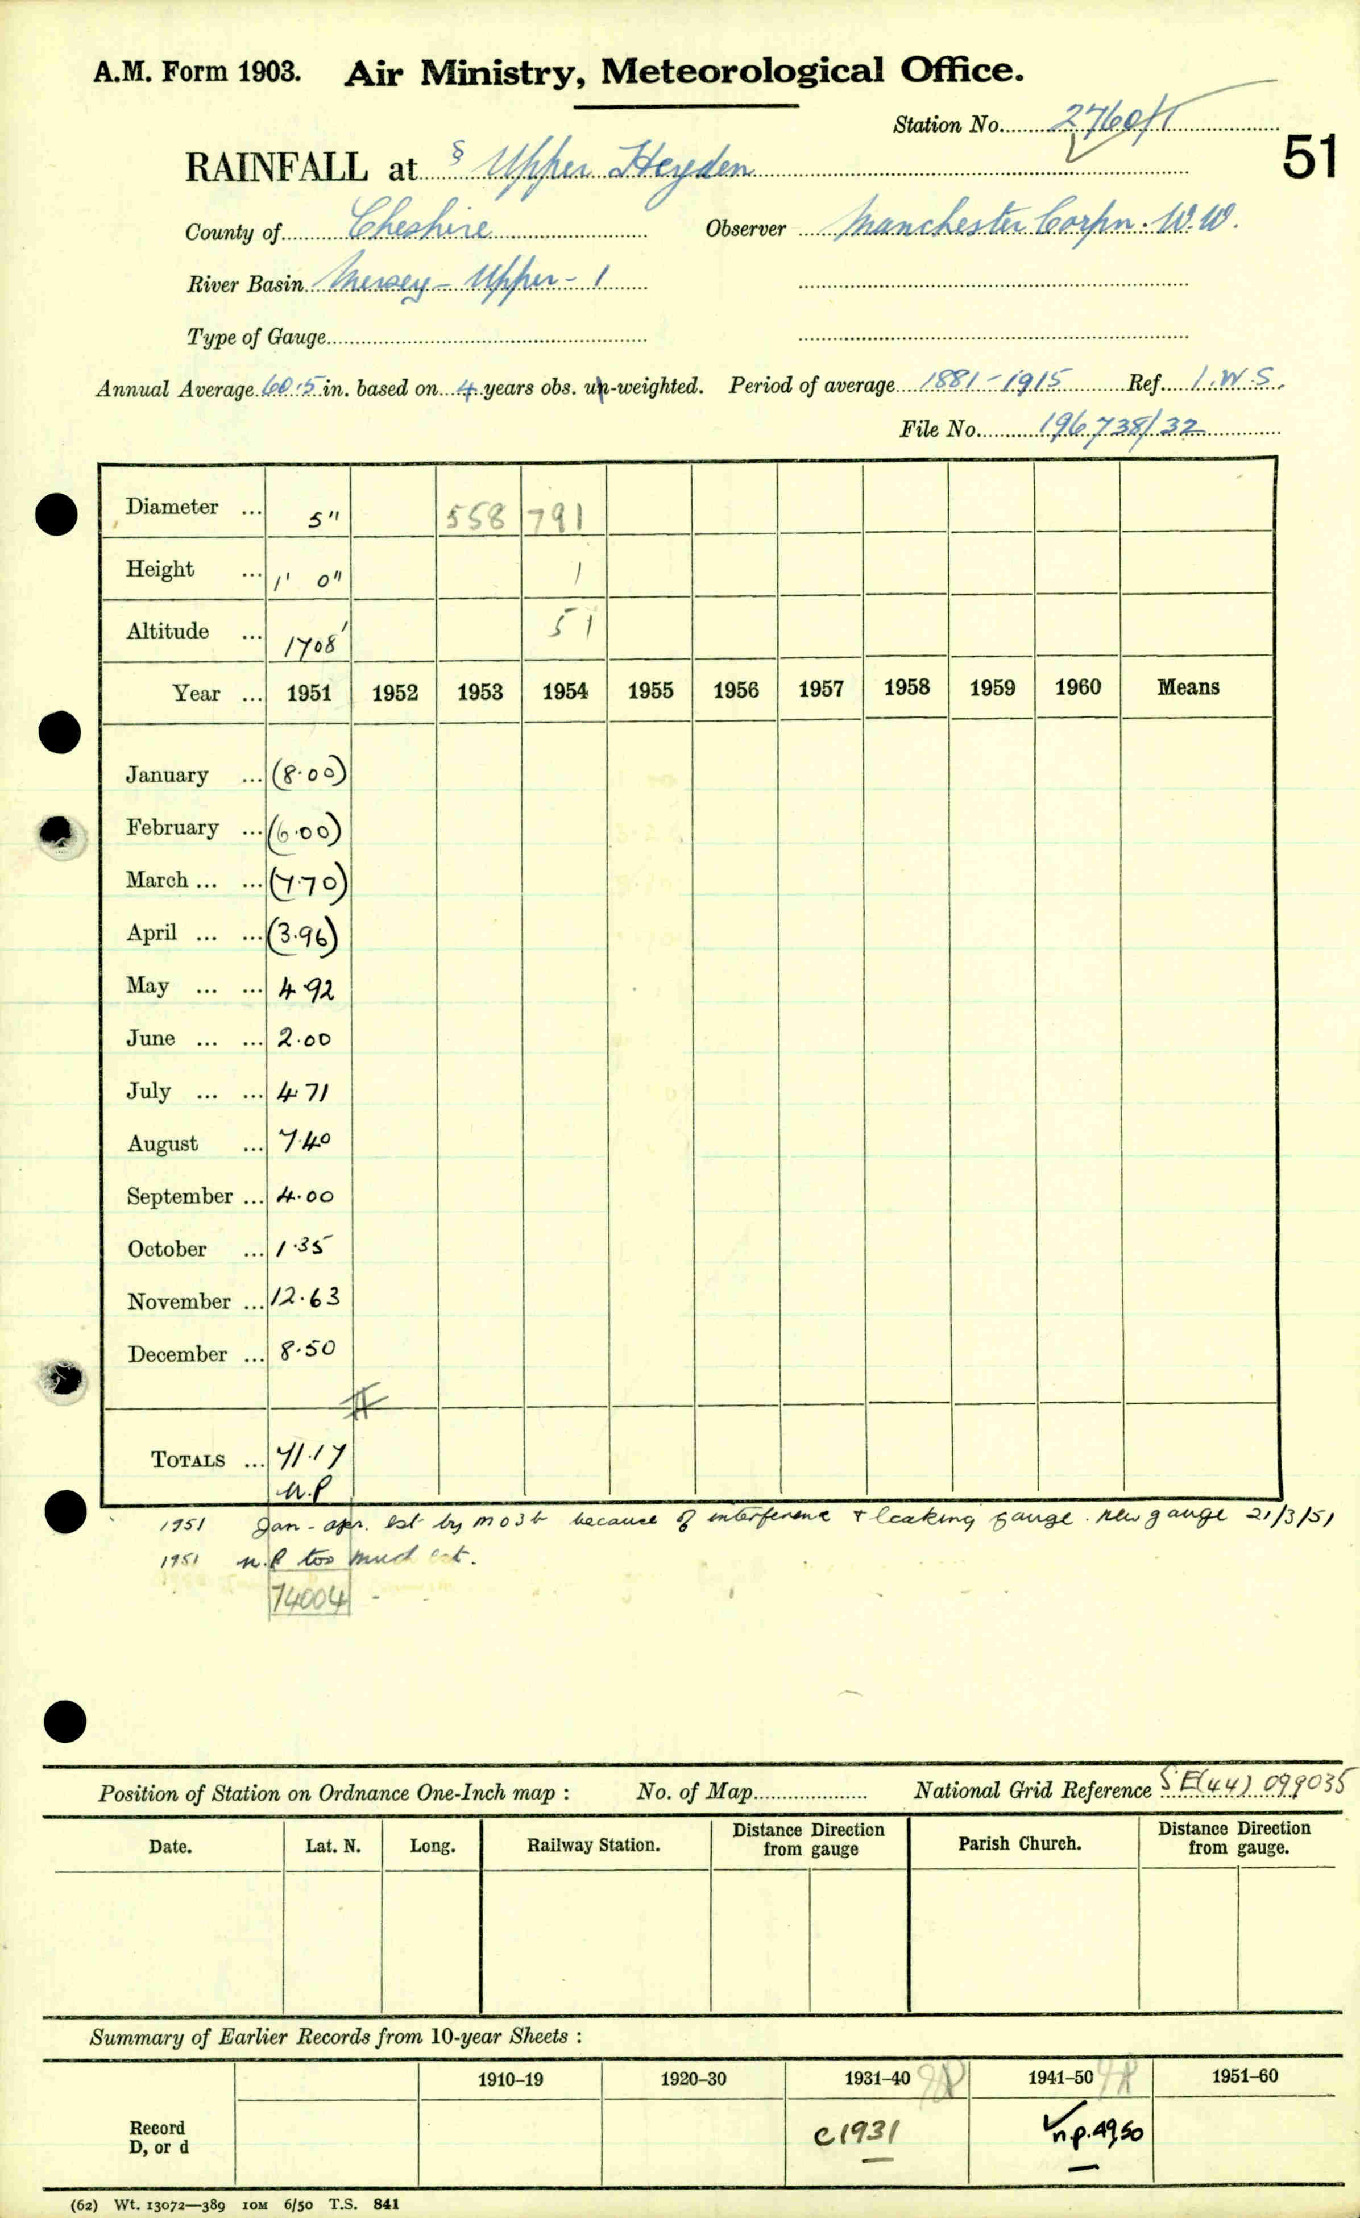 A.M. Form 1903. Air Ministry, Meteorological Office.
Station No. 2760/1
51
RAINFALL at § Upper Heyden
County of Cheshire Observer Manchester Corpn. W.W.
River Basin Mersey - Upper - 1
Type of Gauge
Annual Average 60.5 in. based on 4 years obs. un-weighted. Period of average 1881-1915 Ref. I.W.S.
File No. 196738/32
Diameter ... 5" 558 791
Height ... 1' 0" 1
Altitude ... 1708' 51
Year ... 1951 1952 1953 1954 1955 1956 1957 1958 1959 1960 Means
January ... (8.00)
February ... (6.00)
March ... ... (7.70)
April ... ... (3.96)
May ... ... 4.92
June ... ... 2.00
July ... ... 4.71
August ... 7.40
September ... 4.00
October ... 1.35
November ... 12.63
December ... 8.50
TOTALS ... 71.17
n.P
1951 Jan - Apr. est by MO3b because of interference + leaking gauge. new gauge 21/3/51
1951 n.P too much est.
74004
Position of Station on Ordnance One-Inch map : No. of Map National Grid Reference SE(44) 099035
Date. Lat. N. Long. Railway Station. Distance Direction from gauge Parish Church. Distance Direction from gauge.
Summary of Earlier Records from 10-year Sheets :
1910-19 1920-30 1931-40 1941-50 1951-60
Record D, or d c1931 n.p. 49,50
(62) Wt. 13072—389 10M 6/50 T.S. 841